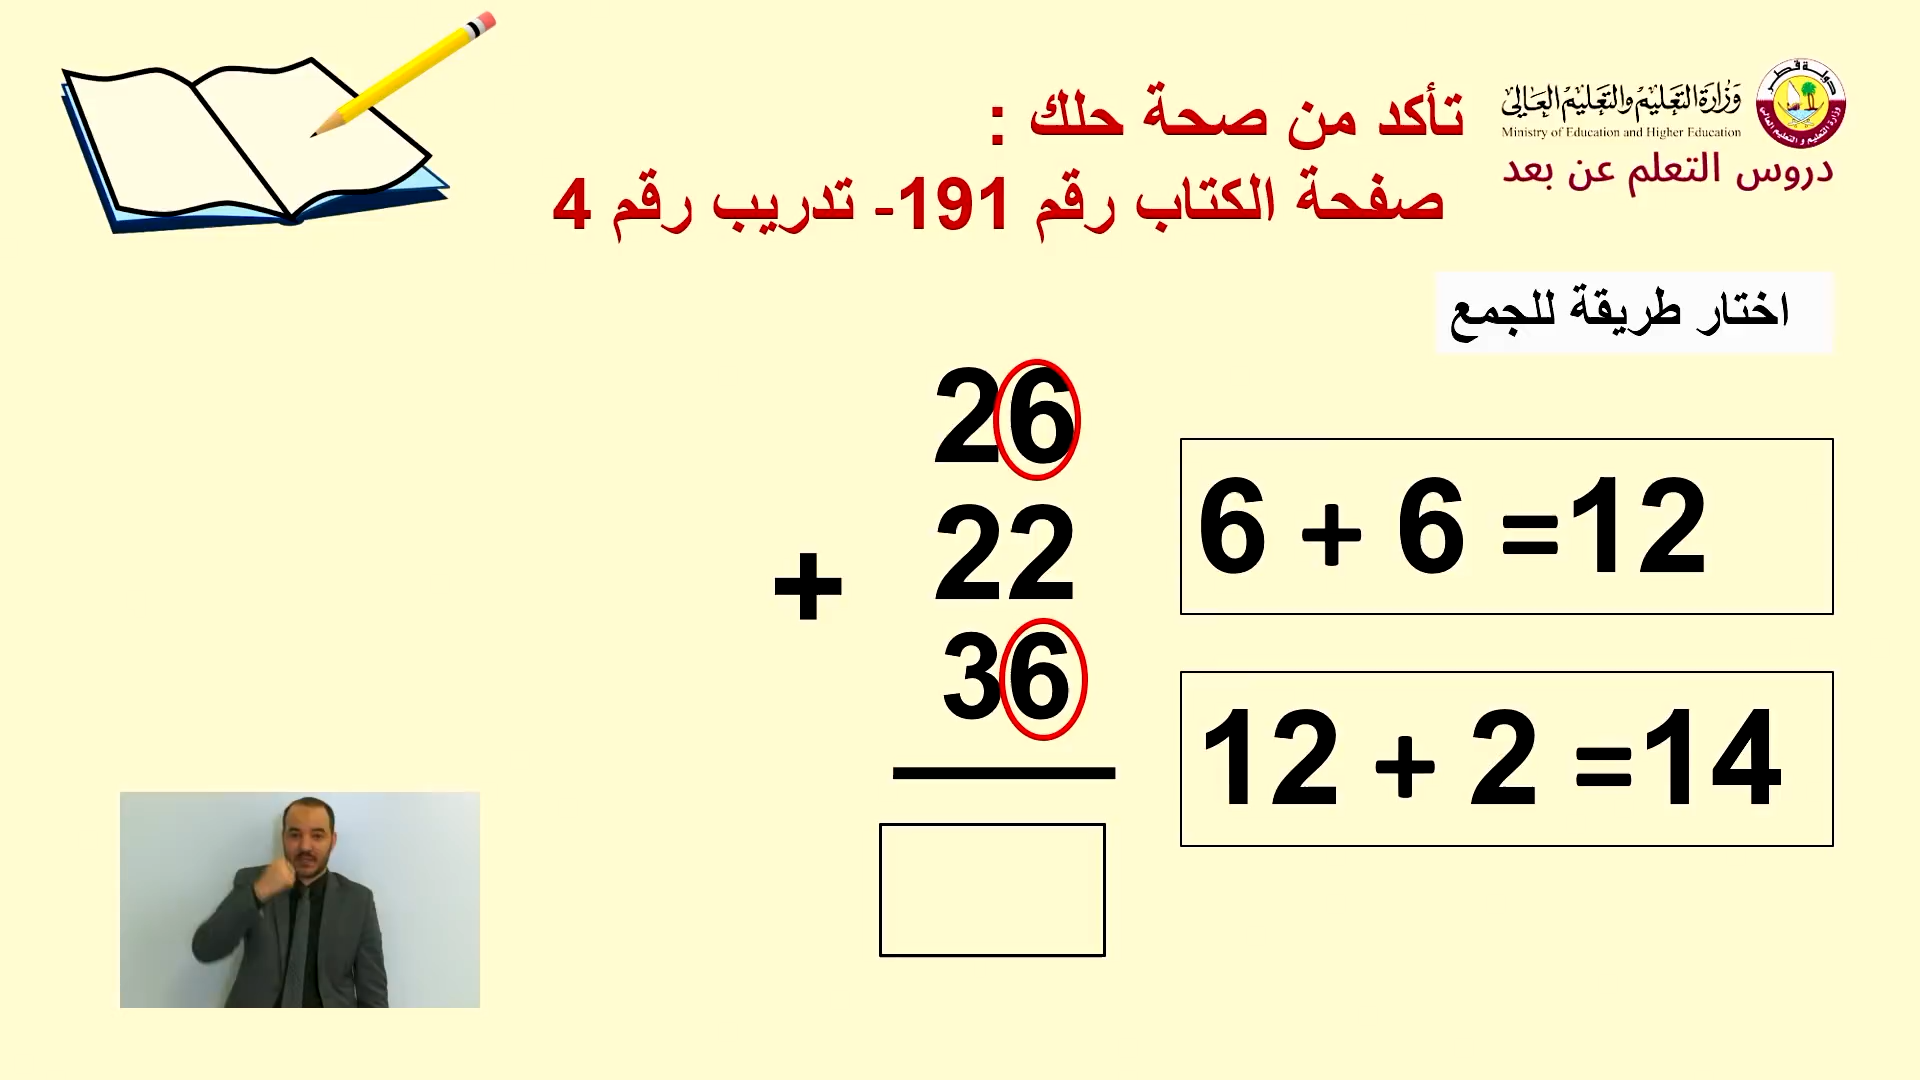 وزارة التعليم والتعليم العالي
Ministry of Education and Higher Education
دروس التعلم عن بعد
تأكد من صحة حلك :
صفحة الكتاب رقم 191- تدريب رقم 4
اختار طريقة للجمع
26
22
+
36
6 + 6 =12
12 + 2 =14